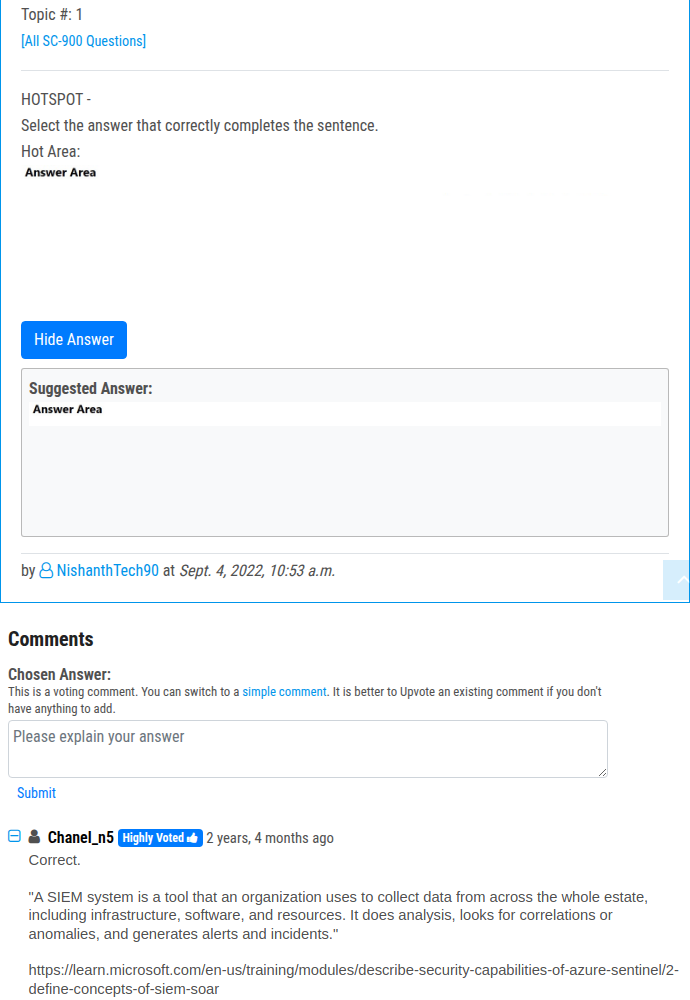 Topic #: 1
[All SC-900 Questions]
HOTSPOT -
Select the answer that correctly completes the sentence.
Hot Area:
Answer Area
Hide Answer
Suggested Answer:
Answer Area
by NishanthTech90 at Sept. 4, 2022, 10:53 a.m.
Comments
Chosen Answer:
This is a voting comment. You can switch to a simple comment. It is better to Upvote an existing comment if you don't
have anything to add.
Please explain your answer
Submit
Chanel_n5 Highly Voted 2 years, 4 months ago
Correct.
"A SIEM system is a tool that an organization uses to collect data from across the whole estate,
including infrastructure, software, and resources. It does analysis, looks for correlations or
anomalies, and generates alerts and incidents."
https://learn.microsoft.com/en-us/training/modules/describe-security-capabilities-of-azure-sentinel/2-
define-concepts-of-siem-soar